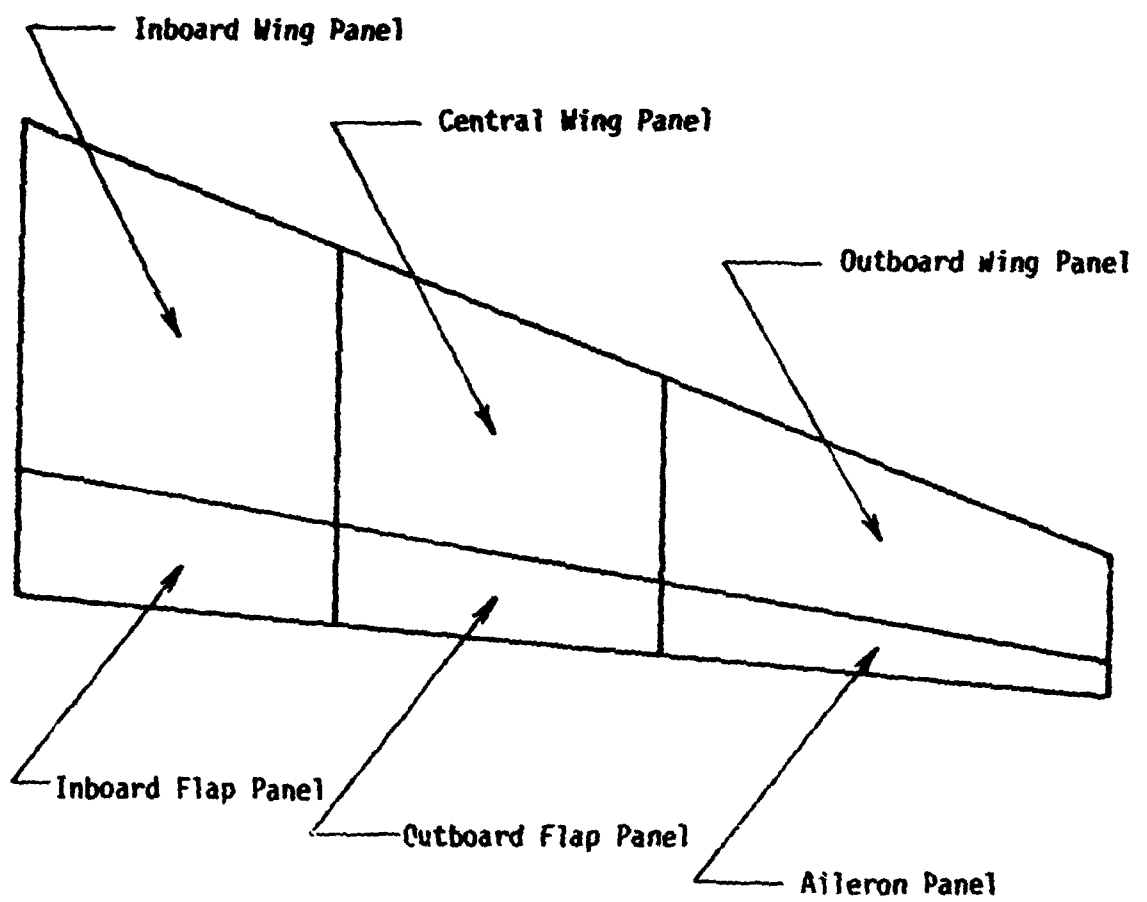 Inboard Wing Panel
Central Wing Panel
Outboard Wing Panel
Inboard Flap Panel
Outboard Flap Panel
Aileron Panel